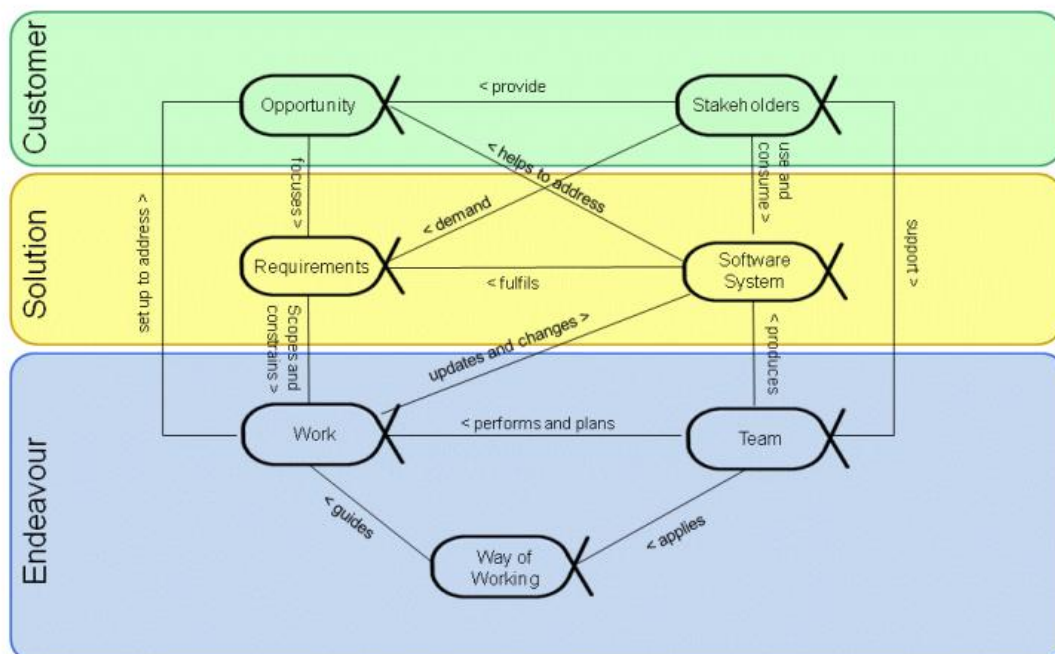 Customer
Opportunity
< provide
Stakeholders
focuses >
< helps to address
use and
consume >
< demand
Solution
set up to address >
Requirements
< fulfils
Software
System
support >
Scopes and
constrains >
updates and changes >
< produces
Endeavour
Work
< performs and plans
Team
< guides
< applies
Way of
Working